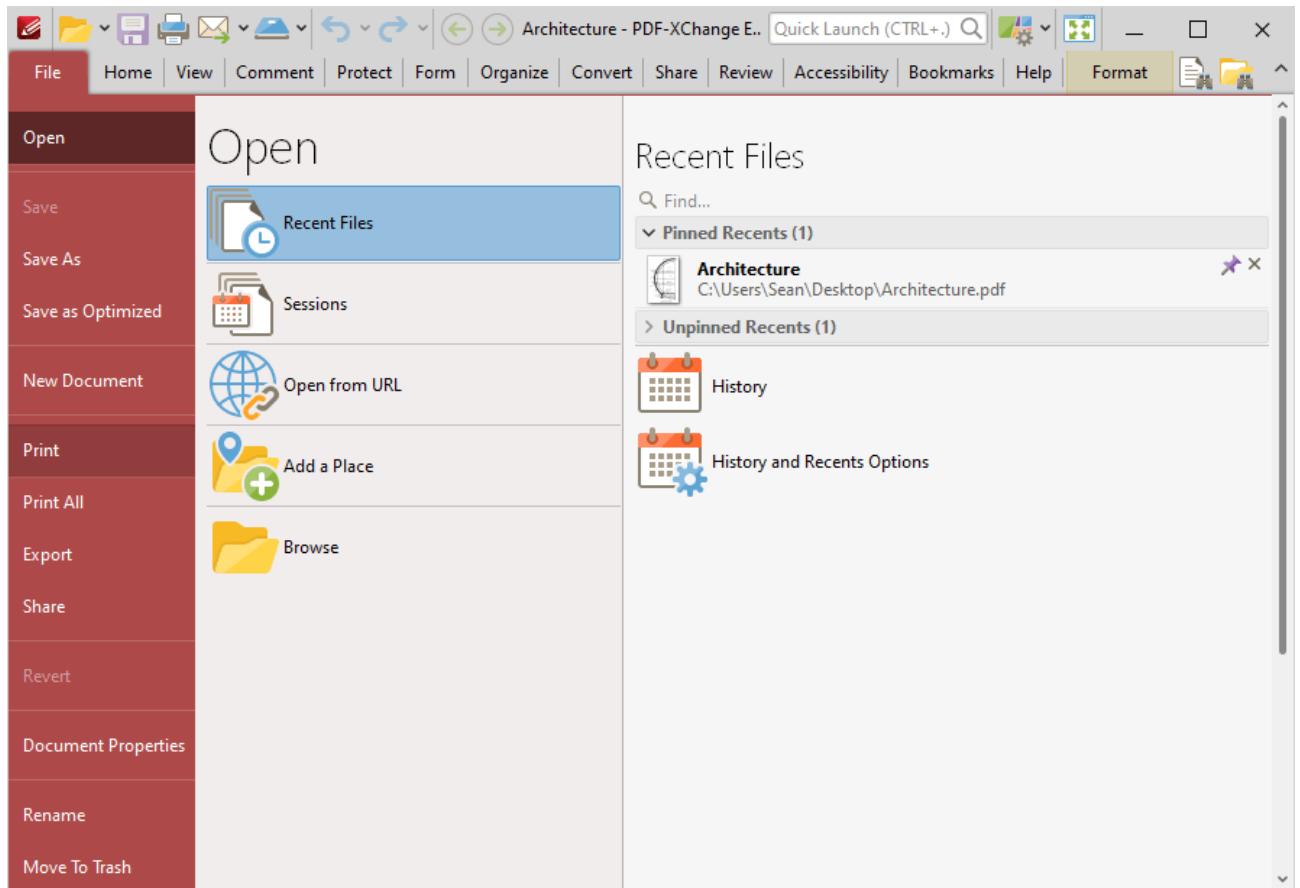 Architecture - PDF-XChange E..
Quick Launch (CTRL+.)
File
Home
View
Comment
Protect
Form
Organize
Convert
Share
Review
Accessibility
Bookmarks
Help
Format
Open
Save
Save As
Save as Optimized
New Document
Print
Print All
Export
Share
Revert
Document Properties
Rename
Move To Trash
Open
Recent Files
Sessions
Open from URL
Add a Place
Browse
Recent Files
Find...
Pinned Recents (1)
Architecture
C:\Users\Sean\Desktop\Architecture.pdf
Unpinned Recents (1)
History
History and Recents Options